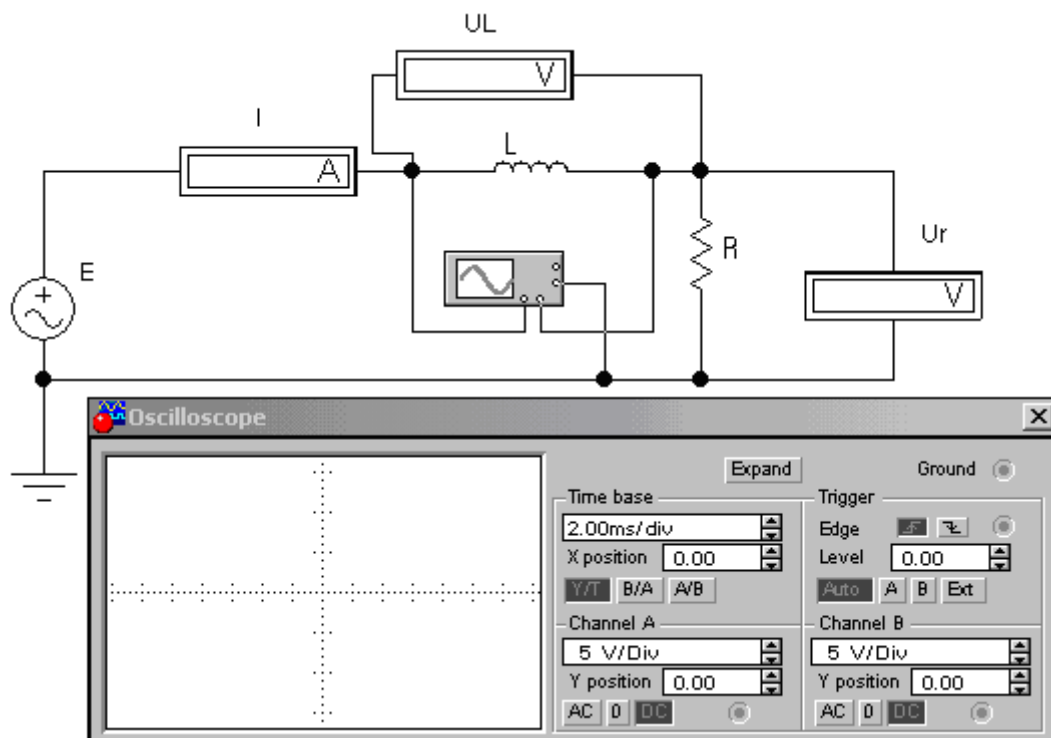 UL
V
I
A
L
E
R
Ur
V
Oscilloscope
Expand
Ground
Time base
2.00ms/div
X position 0.00
Y/T B/A A/B
Trigger
Edge
Level 0.00
Auto A B Ext
Channel A
5 V/Div
Y position 0.00
AC 0 DC
Channel B
5 V/Div
Y position 0.00
AC 0 DC